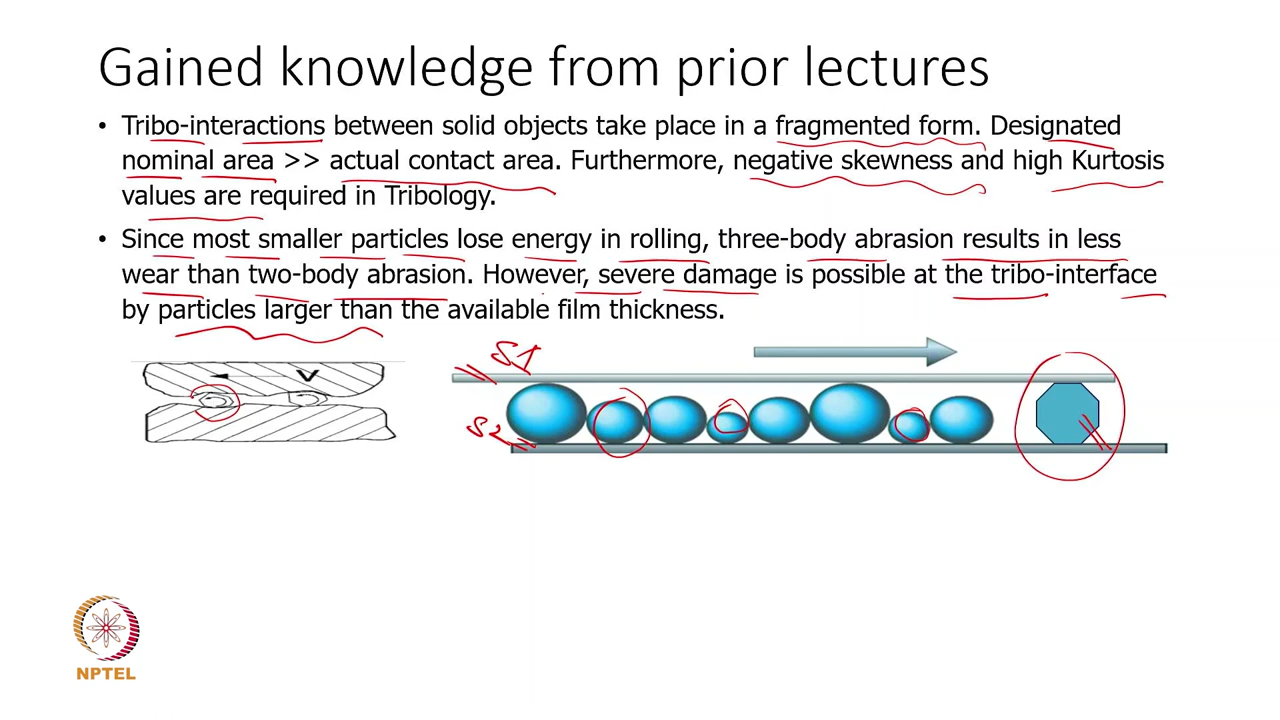 Gained knowledge from prior lectures
• Tribo-interactions between solid objects take place in a fragmented form. Designated
nominal area >> actual contact area. Furthermore, negative skewness and high Kurtosis
values are required in Tribology.
• Since most smaller particles lose energy in rolling, three-body abrasion results in less
wear than two-body abrasion. However, severe damage is possible at the tribo-interface
by particles larger than the available film thickness.
S1
V
S2
NPTEL